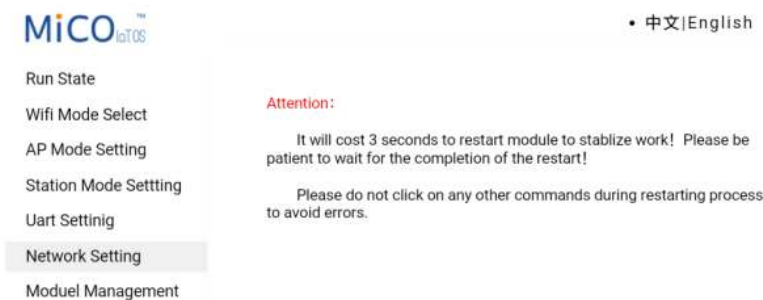 MiCO IoTOS ™
• 中文|English
Run State
Wifi Mode Select
AP Mode Setting
Station Mode Settting
Uart Settinig
Network Setting
Moduel Management
Attention：
It will cost 3 seconds to restart module to stablize work！Please be
patient to wait for the completion of the restart！
Please do not click on any other commands during restarting process
to avoid errors.